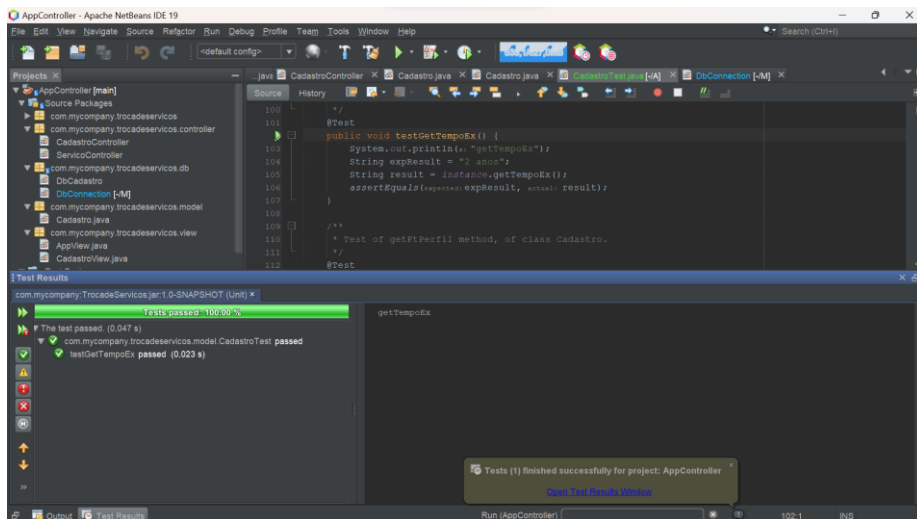 AppController - Apache NetBeans IDE 19
File Edit View Navigate Source Refactor Run Debug Profile Team Tools Window Help
Search (Ctrl+I)
<default config>
Projects
...java CadastroController Cadastro.java Cadastro.java CadastroTest.java [-/A] DbConnection [-/M]
AppController [main]
Source History
Source Packages
com.mycompany.trocadeservicos
com.mycompany.trocadeservicos.controller
CadastroController
ServicoController
com.mycompany.trocadeservicos.db
DbCadastro
DbConnection [-/M]
com.mycompany.trocadeservicos.model
Cadastro.java
com.mycompany.trocadeservicos.view
AppView.java
CadastroView.java
100 */
101 @Test
public void testGetTempoEx() {
103 System.out.println(x: "getTempoEx");
104 String expResult = "2 anos";
105 String result = instance.getTempoEx();
106 assertEquals(expected: expResult, actual: result);
107 }
108
109 /**
110 * Test of getFtPerfil method, of class Cadastro.
111 */
112 @Test
Test Results
com.mycompany:TrocadeServicos:jar:1.0-SNAPSHOT (Unit)
Tests passed: 100,00 %
The test passed. (0,047 s)
com.mycompany.trocadeservicos.model.CadastroTest passed
testGetTempoEx passed (0,023 s)
getTempoEx
Tests (1) finished successfully for project: AppController
Open Test Results Window
Output Test Results
Run (AppController)
102:1 INS